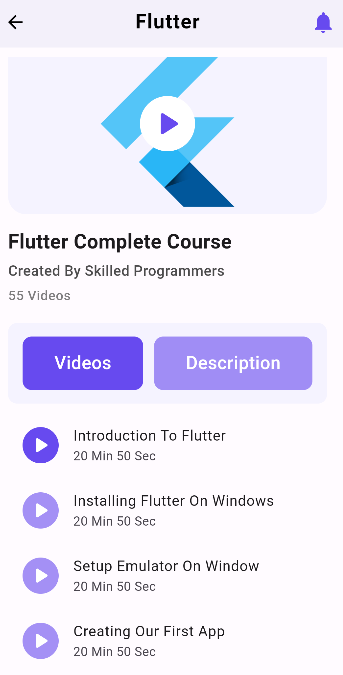 Flutter
Flutter Complete Course
Created By Skilled Programmers
55 Videos
Videos
Description
Introduction To Flutter
20 Min 50 Sec
Installing Flutter On Windows
20 Min 50 Sec
Setup Emulator On Window
20 Min 50 Sec
Creating Our First App
20 Min 50 Sec